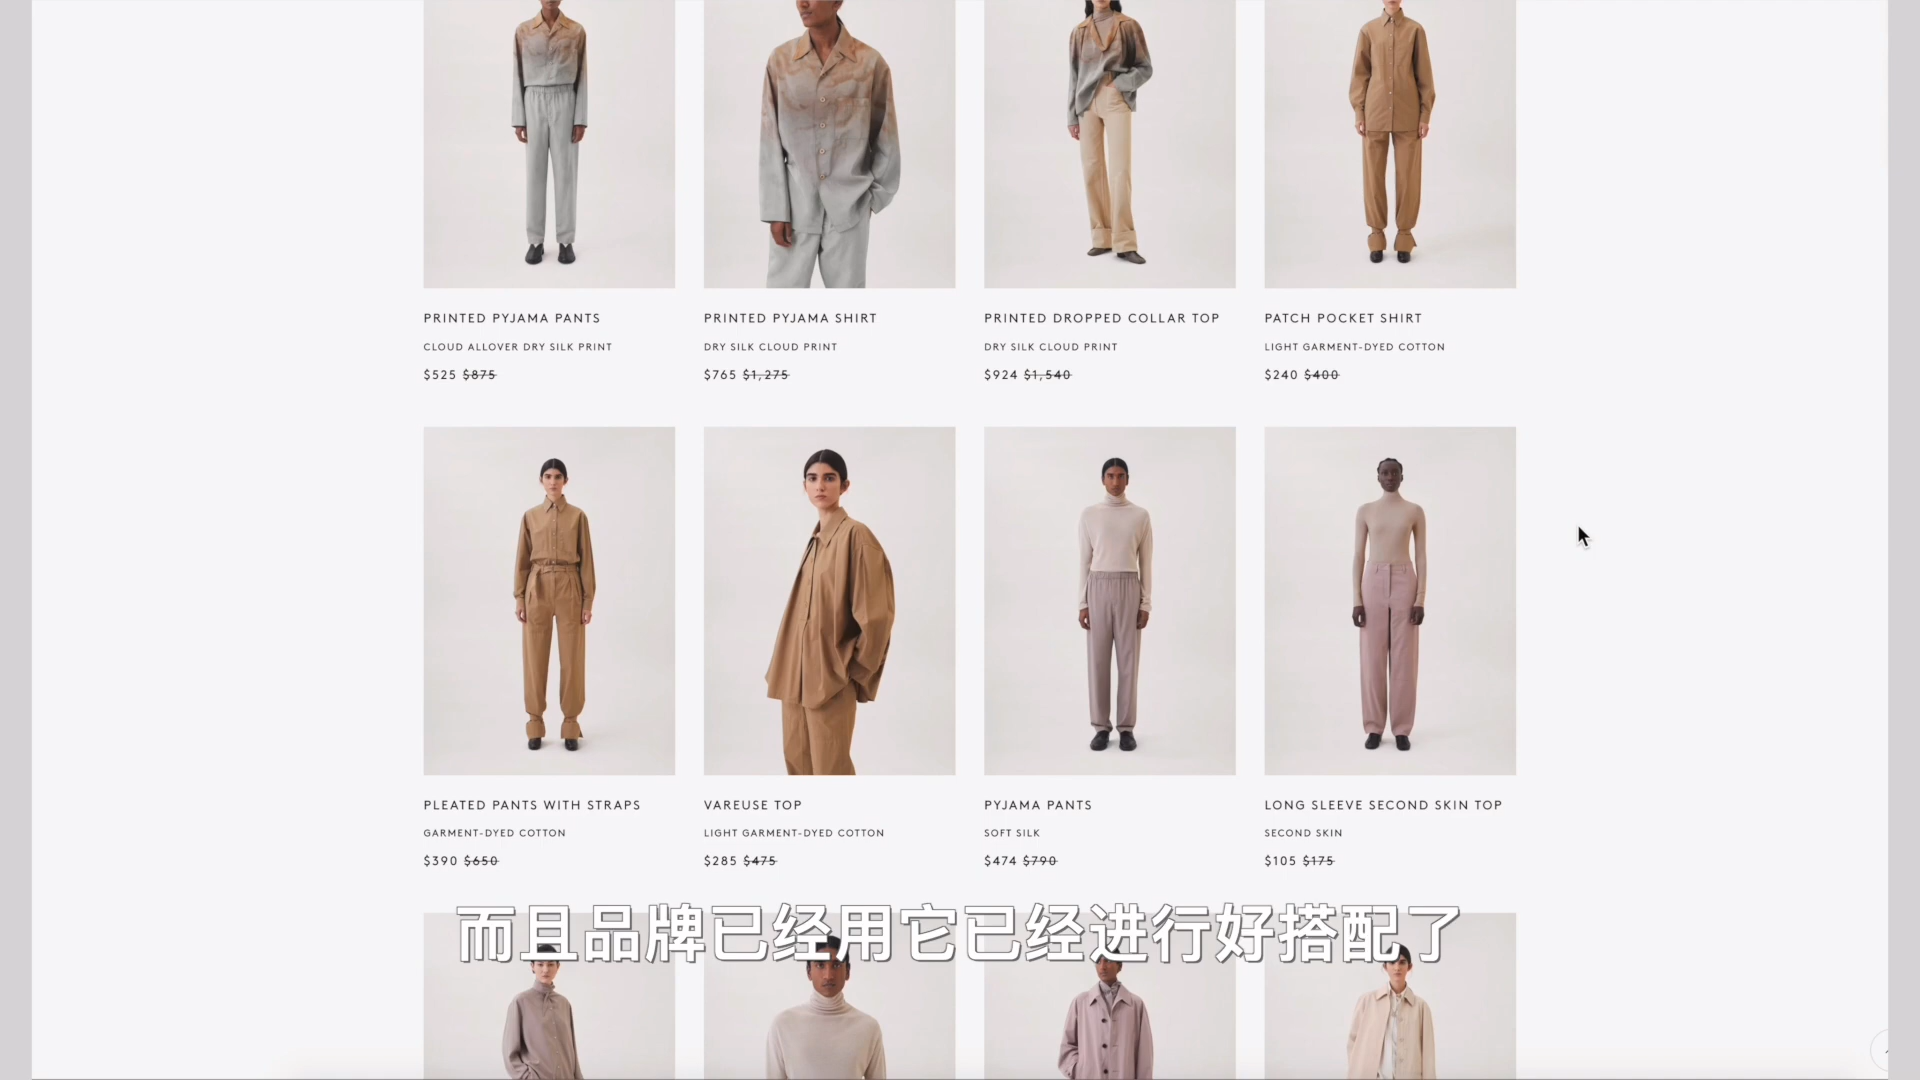 PRINTED PYJAMA PANTS
CLOUD ALLOVER DRY SILK PRINT
$525 $875
PRINTED PYJAMA SHIRT
DRY SILK CLOUD PRINT
$765 $1,275
PRINTED DROPPED COLLAR TOP
DRY SILK CLOUD PRINT
$924 $1,540
PATCH POCKET SHIRT
LIGHT GARMENT-DYED COTTON
$240 $400
PLEATED PANTS WITH STRAPS
GARMENT-DYED COTTON
$390 $650
VAREUSE TOP
LIGHT GARMENT-DYED COTTON
$285 $475
PYJAMA PANTS
SOFT SILK
$474 $790
LONG SLEEVE SECOND SKIN TOP
SECOND SKIN
$105 $175
而且品牌已经用它已经进行好搭配了